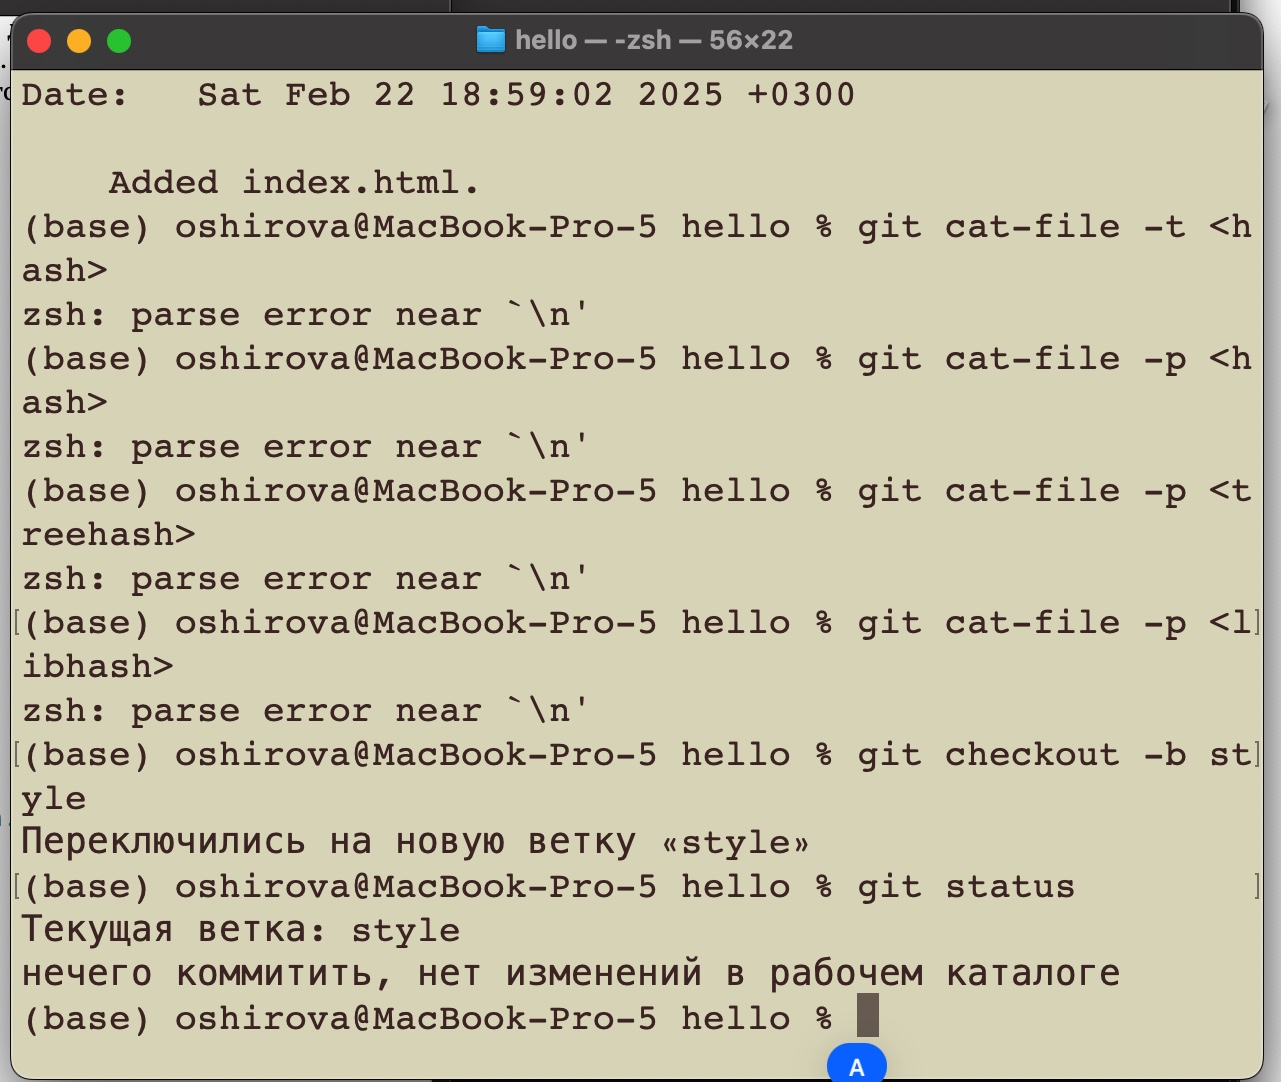 hello — -zsh — 56×22
Date:   Sat Feb 22 18:59:02 2025 +0300
    Added index.html.
(base) oshirova@MacBook-Pro-5 hello % git cat-file -t <h
ash>
zsh: parse error near `\n'
(base) oshirova@MacBook-Pro-5 hello % git cat-file -p <h
ash>
zsh: parse error near `\n'
(base) oshirova@MacBook-Pro-5 hello % git cat-file -p <t
reehash>
zsh: parse error near `\n'
[(base) oshirova@MacBook-Pro-5 hello % git cat-file -p <l]
ibhash>
zsh: parse error near `\n'
[(base) oshirova@MacBook-Pro-5 hello % git checkout -b st]
yle
Переключились на новую ветку «style»
[(base) oshirova@MacBook-Pro-5 hello % git status ]
Текущая ветка: style
нечего коммитить, нет изменений в рабочем каталоге
(base) oshirova@MacBook-Pro-5 hello %
A